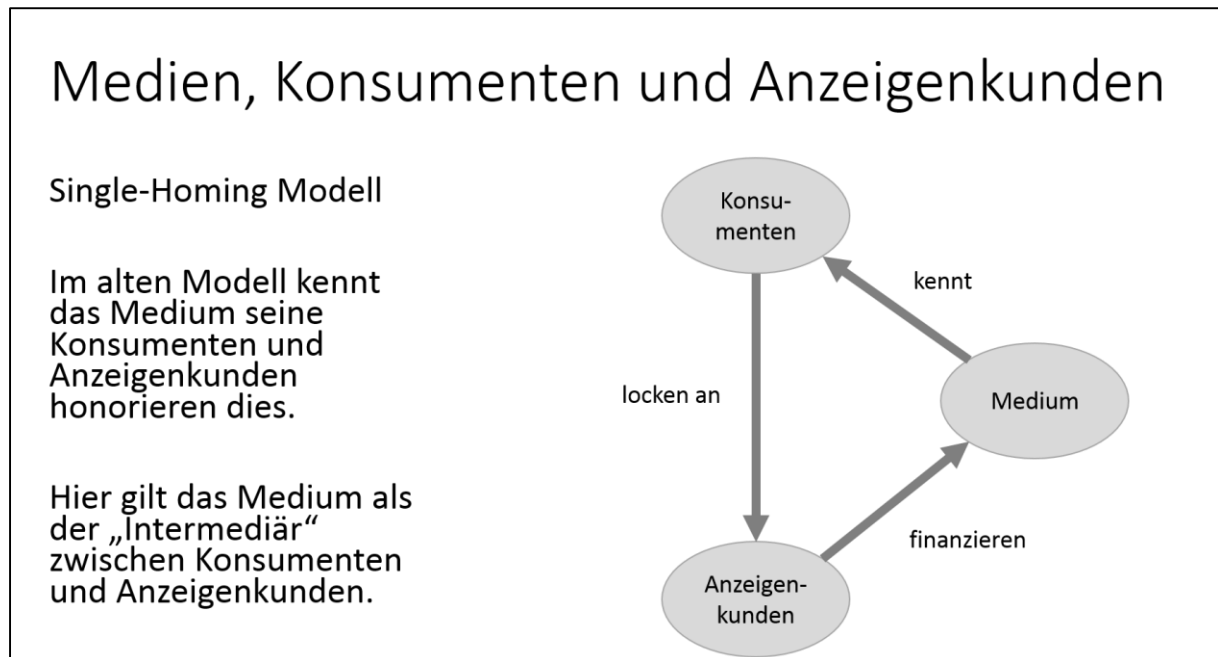 Medien, Konsumenten und Anzeigenkunden
Single-Homing Modell
Im alten Modell kennt
das Medium seine
Konsumenten und
Anzeigenkunden
honorieren dies.
Hier gilt das Medium als
der „Intermediär“
zwischen Konsumenten
und Anzeigenkunden.
Konsu-
menten
kennt
locken an
Medium
finanzieren
Anzeigen-
kunden